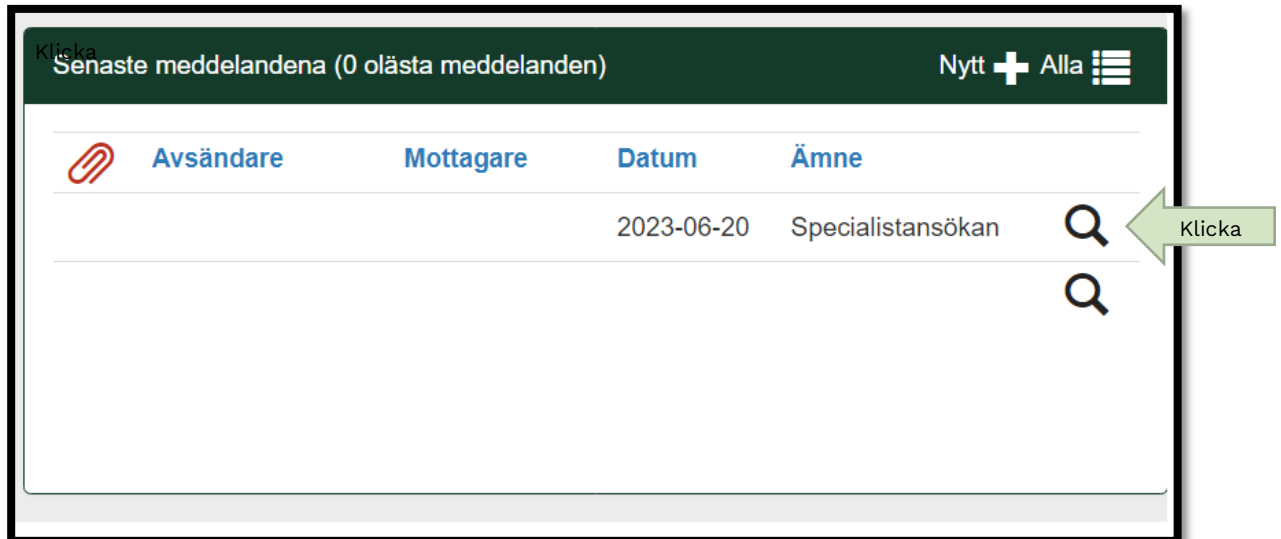 Klicka
Senaste meddelandena (0 olästa meddelanden) Nytt Alla
Avsändare Mottagare Datum Ämne
2023-06-20 Specialistansökan
Klicka